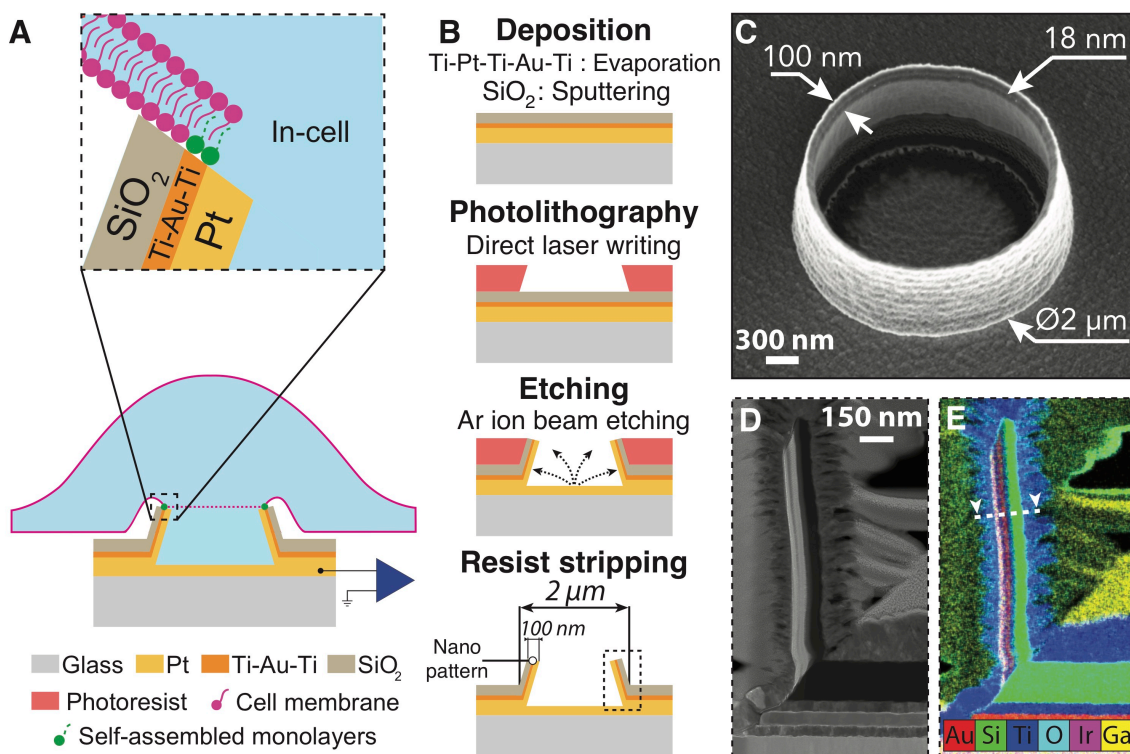 A
In-cell
SiO2
Ti-Au-Ti
Pt
Glass
Pt
Ti-Au-Ti
SiO2
Photoresist
Cell membrane
Self-assembled monolayers
B
Deposition
Ti-Pt-Ti-Au-Ti : Evaporation
SiO2: Sputtering
Photolithography
Direct laser writing
Etching
Ar ion beam etching
Resist stripping
2 µm
100 nm
Nano
pattern
C
100 nm
18 nm
Ø2 µm
300 nm
D
150 nm
E
Au Si Ti O Ir Ga